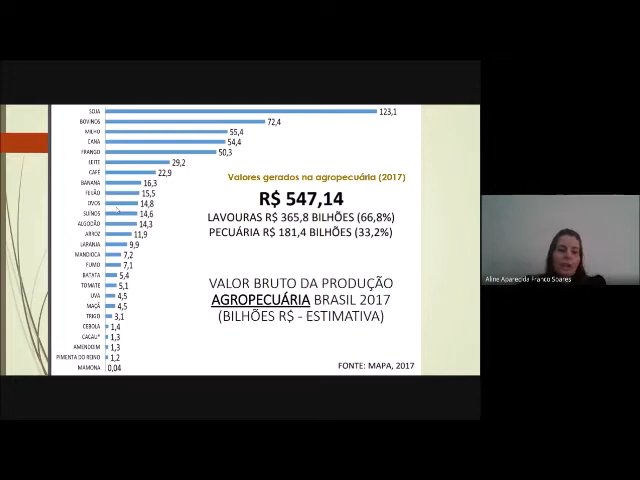 SOJA 123,1
BOVINOS 72,4
MILHO 55,4
CANA 54,4
FRANGO 50,3
LEITE 29,2
CAFÉ 22,9
BANANA 16,3
FEIJÃO 15,5
OVOS 14,8
SUÍNOS 14,6
ALGODÃO 14,3
ARROZ 11,9
LARANJA 9,9
MANDIOCA 7,2
FUMO 7,1
BATATA 5,4
TOMATE 5,1
UVA 4,5
MAÇÃ 4,5
TRIGO 3,1
CEBOLA 1,4
CACAU* 1,3
AMENDOIM 1,3
PIMENTA DO REINO 1,2
MAMONA 0,04
Valores gerados na agropecuária (2017)
R$ 547,14
LAVOURAS R$ 365,8 BILHÕES (66,8%)
PECUÁRIA R$ 181,4 BILHÕES (33,2%)
VALOR BRUTO DA PRODUÇÃO
AGROPECUÁRIA BRASIL 2017
(BILHÕES R$ - ESTIMATIVA)
FONTE: MAPA, 2017
Aline Aparecida Franco Soares